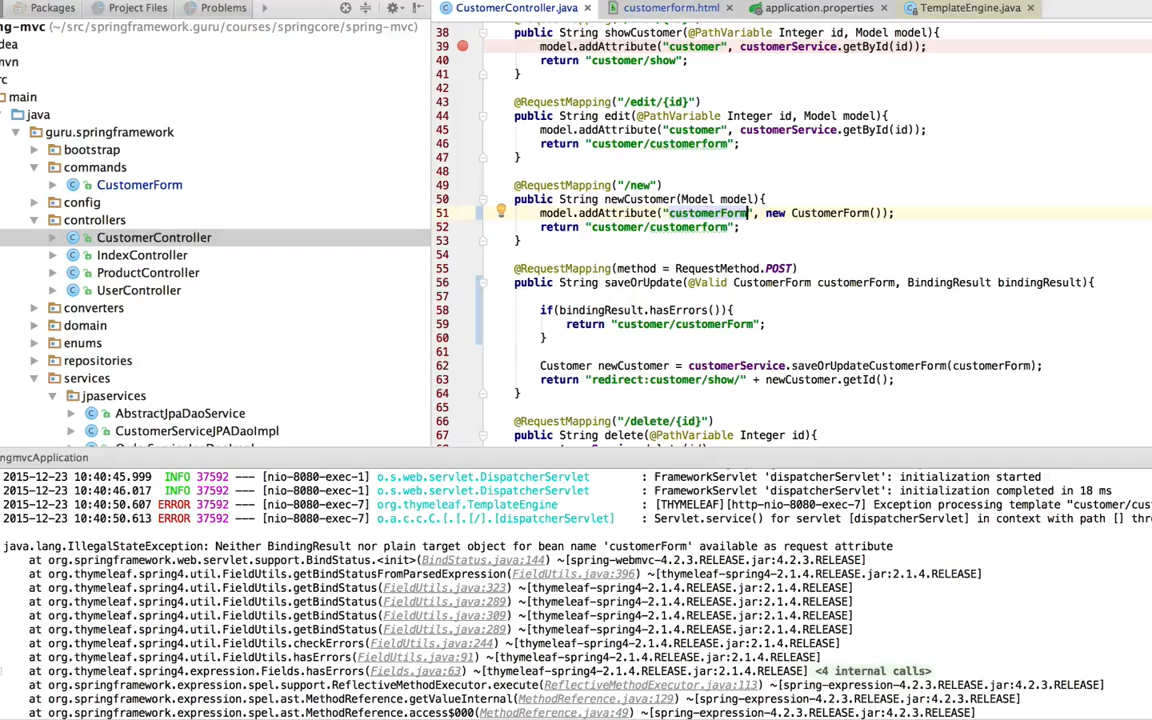 Packages Project Files Problems
ng-mvc (~/src/springframework.guru/courses/springcore/spring-mvc)
dea
mvn
rc
main
java
guru.springframework
bootstrap
commands
CustomerForm
config
controllers
CustomerController
IndexController
ProductController
UserController
converters
domain
enums
repositories
services
jpaservices
AbstractJpaDaoService
CustomerServiceJPADaoImpl
CustomerController.java customerform.html application.properties TemplateEngine.java
38 public String showCustomer(@PathVariable Integer id, Model model){
39 model.addAttribute("customer", customerService.getById(id));
40 return "customer/show";
41 }
42
43 @RequestMapping("/edit/{id}")
44 public String edit(@PathVariable Integer id, Model model){
45 model.addAttribute("customer", customerService.getById(id));
46 return "customer/customerform";
47 }
48
49 @RequestMapping("/new")
50 public String newCustomer(Model model){
51 model.addAttribute("customerForm", new CustomerForm());
52 return "customer/customerform";
53 }
54
55 @RequestMapping(method = RequestMethod.POST)
56 public String saveOrUpdate(@Valid CustomerForm customerForm, BindingResult bindingResult){
57
58 if(bindingResult.hasErrors()){
59 return "customer/customerForm";
60 }
61
62 Customer newCustomer = customerService.saveOrUpdateCustomerForm(customerForm);
63 return "redirect:customer/show/" + newCustomer.getId();
64 }
65
66 @RequestMapping("/delete/{id}")
67 public String delete(@PathVariable Integer id){
ngmvcApplication
2015-12-23 10:40:45.999 INFO 37592 --- [nio-8080-exec-1] o.s.web.servlet.DispatcherServlet : FrameworkServlet 'dispatcherServlet': initialization started
2015-12-23 10:40:46.017 INFO 37592 --- [nio-8080-exec-1] o.s.web.servlet.DispatcherServlet : FrameworkServlet 'dispatcherServlet': initialization completed in 18 ms
2015-12-23 10:40:50.607 ERROR 37592 --- [nio-8080-exec-7] org.thymeleaf.TemplateEngine : [THYMELEAF][http-nio-8080-exec-7] Exception processing template "customer/cus
2015-12-23 10:40:50.613 ERROR 37592 --- [nio-8080-exec-7] o.a.c.c.C.[.[.[/].[dispatcherServlet] : Servlet.service() for servlet [dispatcherServlet] in context with path [] thro
java.lang.IllegalStateException: Neither BindingResult nor plain target object for bean name 'customerForm' available as request attribute
at org.springframework.web.servlet.support.BindStatus.<init>(BindStatus.java:144) ~[spring-webmvc-4.2.3.RELEASE.jar:4.2.3.RELEASE]
at org.thymeleaf.spring4.util.FieldUtils.getBindStatusFromParsedExpression(FieldUtils.java:396) ~[thymeleaf-spring4-2.1.4.RELEASE.jar:2.1.4.RELEASE]
at org.thymeleaf.spring4.util.FieldUtils.getBindStatus(FieldUtils.java:323) ~[thymeleaf-spring4-2.1.4.RELEASE.jar:2.1.4.RELEASE]
at org.thymeleaf.spring4.util.FieldUtils.getBindStatus(FieldUtils.java:289) ~[thymeleaf-spring4-2.1.4.RELEASE.jar:2.1.4.RELEASE]
at org.thymeleaf.spring4.util.FieldUtils.getBindStatus(FieldUtils.java:309) ~[thymeleaf-spring4-2.1.4.RELEASE.jar:2.1.4.RELEASE]
at org.thymeleaf.spring4.util.FieldUtils.getBindStatus(FieldUtils.java:289) ~[thymeleaf-spring4-2.1.4.RELEASE.jar:2.1.4.RELEASE]
at org.thymeleaf.spring4.util.FieldUtils.checkErrors(FieldUtils.java:244) ~[thymeleaf-spring4-2.1.4.RELEASE.jar:2.1.4.RELEASE]
at org.thymeleaf.spring4.util.FieldUtils.hasErrors(FieldUtils.java:91) ~[thymeleaf-spring4-2.1.4.RELEASE.jar:2.1.4.RELEASE]
at org.thymeleaf.spring4.expression.Fields.hasErrors(Fields.java:63) ~[thymeleaf-spring4-2.1.4.RELEASE.jar:2.1.4.RELEASE] <4 internal calls>
at org.springframework.expression.spel.support.ReflectiveMethodExecutor.execute(ReflectiveMethodExecutor.java:113) ~[spring-expression-4.2.3.RELEASE.jar:4.2.3.RELEASE]
at org.springframework.expression.spel.ast.MethodReference.getValueInternal(MethodReference.java:129) ~[spring-expression-4.2.3.RELEASE.jar:4.2.3.RELEASE]
at org.springframework.expression.spel.ast.MethodReference.access$000(MethodReference.java:49) ~[spring-expression-4.2.3.RELEASE.jar:4.2.3.RELEASE]